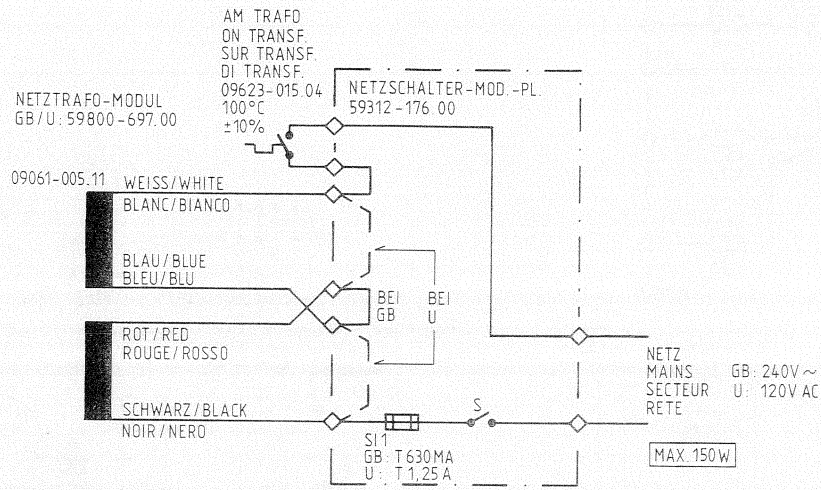 AM TRAFO
ON TRANSF.
SUR TRANSF.
DI TRANSF.
09623-015.04
100°C
±10%
NETZSCHALTER-MOD.-PL.
59312-176.00
NETZTRAFO-MODUL
GB/U: 59800-697.00
09061-005.11
WEISS/WHITE
BLANC/BIANCO
BLAU/BLUE
BLEU/BLU
BEI
GB
BEI
U
ROT/RED
ROUGE/ROSSO
SCHWARZ/BLACK
NOIR/NERO
SI1
GB: T630MA
U: T1,25A
S
NETZ
MAINS GB: 240V~
SECTEUR U: 120V AC
RETE
MAX.150W